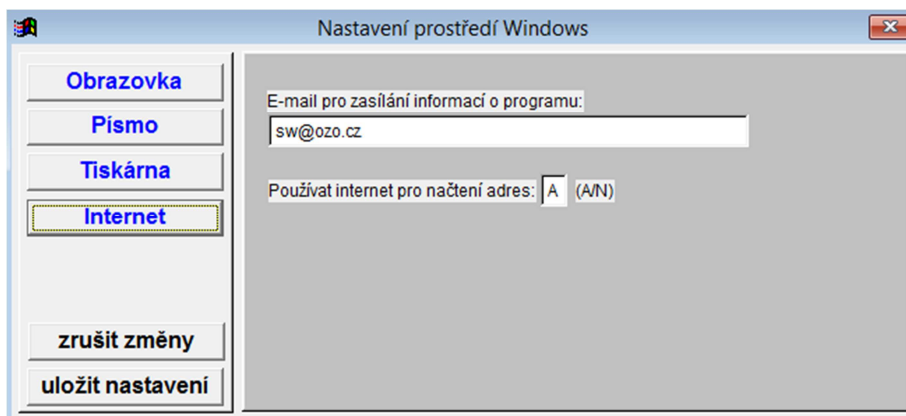 Nastavení prostředí Windows
Obrazovka
Písmo
Tiskárna
Internet
zrušit změny
uložit nastavení
E-mail pro zasílání informací o programu:
sw@ozo.cz
Používat internet pro načtení adres: A (A/N)